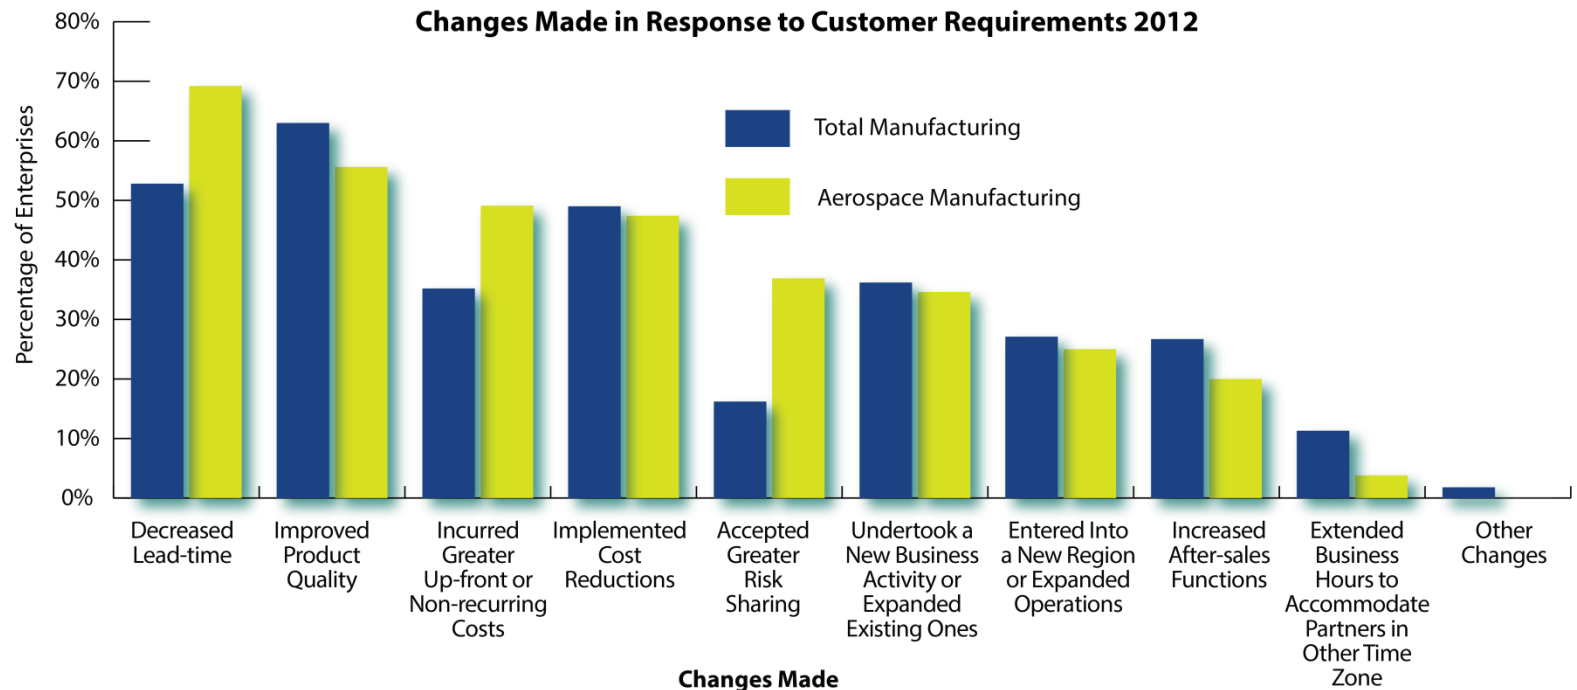 Changes Made in Response to Customer Requirements 2012
80%
70%
60%
50%
40%
30%
20%
10%
0%
Percentage of Enterprises
Total Manufacturing
Aerospace Manufacturing
Decreased
Lead-time
Improved
Product
Quality
Incurred
Greater
Up-front or
Non-recurring
Costs
Implemented
Cost
Reductions
Accepted
Greater
Risk
Sharing
Undertook a
New Business
Activity or
Expanded
Existing Ones
Entered Into
a New Region
or Expanded
Operations
Increased
After-sales
Functions
Extended
Business
Hours to
Accommodate
Partners in
Other Time
Zone
Other
Changes
Changes Made